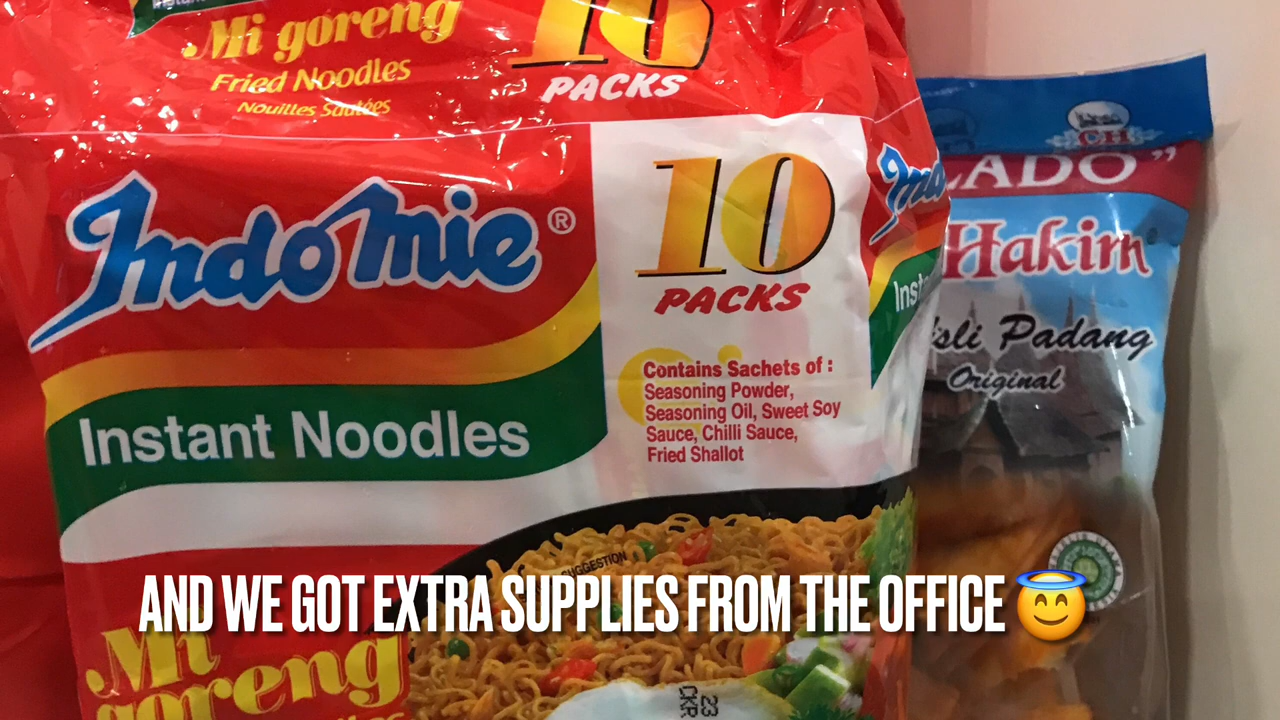 Mi goreng
Fried Noodles
Nouilles Sautées
10
PACKS
Indomie®
Instant Noodles
10
PACKS
Contains Sachets of :
Seasoning Powder,
Seasoning Oil, Sweet Soy
Sauce, Chilli Sauce,
Fried Shallot
SUGGESTION
Mi
goreng
CH
Hakim
Padang
Original
AND WE GOT EXTRA SUPPLIES FROM THE OFFICE 😇